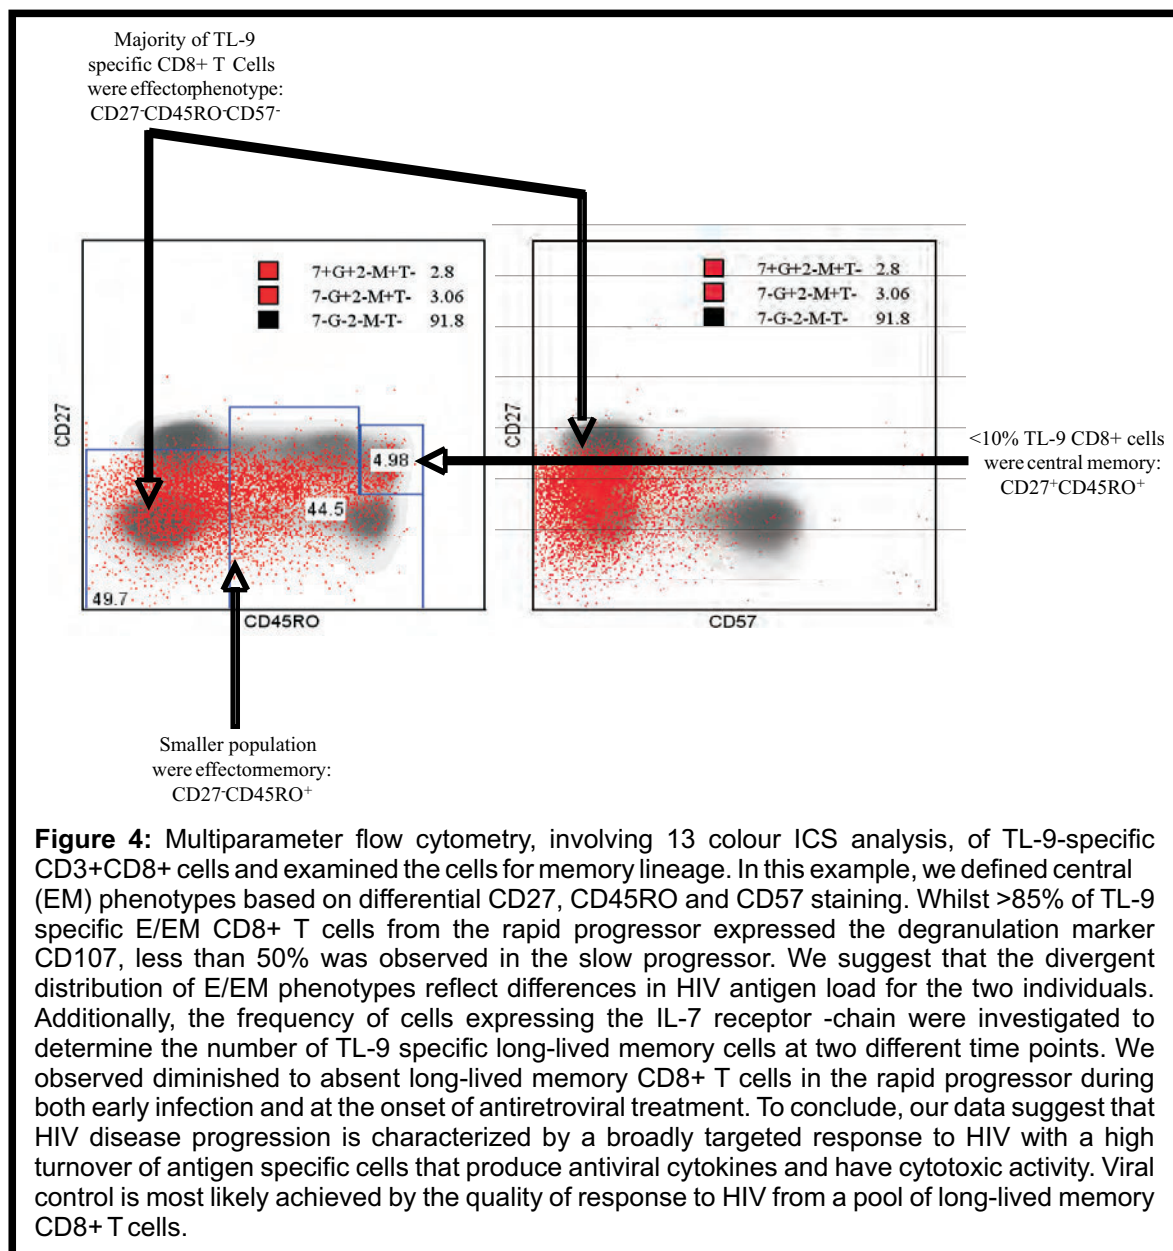 Majority of TL-9
specific CD8+ T Cells
were effectorphenotype:
CD27-CD45RO-CD57-
7+G+2-M+T- 2.8
7-G+2-M+T- 3.06
7-G-2-M-T- 91.8
CD27
4.98
44.5
49.7
CD45RO
7+G+2-M+T- 2.8
7-G+2-M+T- 3.06
7-G-2-M-T- 91.8
CD27
CD57
<10% TL-9 CD8+ cells
were central memory:
CD27+CD45RO+
Smaller population
were effectormemory:
CD27-CD45RO+
Figure 4: Multiparameter flow cytometry, involving 13 colour ICS analysis, of TL-9-specific
CD3+CD8+ cells and examined the cells for memory lineage. In this example, we defined central
(EM) phenotypes based on differential CD27, CD45RO and CD57 staining. Whilst >85% of TL-9
specific E/EM CD8+ T cells from the rapid progressor expressed the degranulation marker
CD107, less than 50% was observed in the slow progressor. We suggest that the divergent
distribution of E/EM phenotypes reflect differences in HIV antigen load for the two individuals.
Additionally, the frequency of cells expressing the IL-7 receptor -chain were investigated to
determine the number of TL-9 specific long-lived memory cells at two different time points. We
observed diminished to absent long-lived memory CD8+ T cells in the rapid progressor during
both early infection and at the onset of antiretroviral treatment. To conclude, our data suggest that
HIV disease progression is characterized by a broadly targeted response to HIV with a high
turnover of antigen specific cells that produce antiviral cytokines and have cytotoxic activity. Viral
control is most likely achieved by the quality of response to HIV from a pool of long-lived memory
CD8+ T cells.